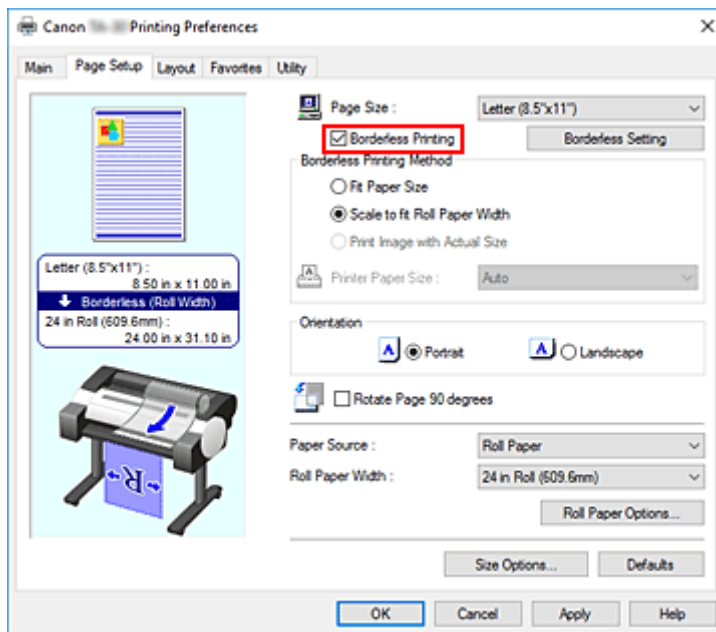 Canon Printing Preferences
Main Page Setup Layout Favorites Utility
Page Size : Letter (8.5"x11")
Borderless Printing Borderless Setting
Borderless Printing Method
Fit Paper Size
Scale to fit Roll Paper Width
Print Image with Actual Size
Printer Paper Size : Auto
Letter (8.5"x11") :
8.50 in x 11.00 in
Borderless (Roll Width)
24 in Roll (609.6mm) :
24.00 in x 31.10 in
Orientation
A Portrait A Landscape
Rotate Page 90 degrees
Paper Source : Roll Paper
Roll Paper Width : 24 in Roll (609.6mm)
Roll Paper Options...
R
Size Options... Defaults
OK Cancel Apply Help